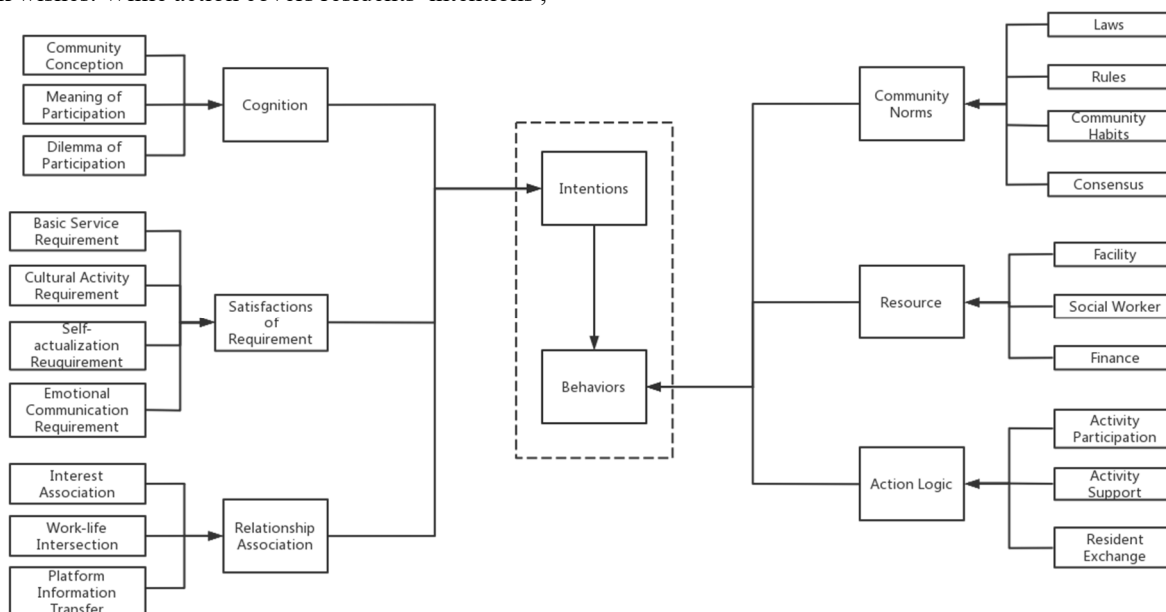 Community
Conception
Meaning of
Participation
Dilemma of
Participation
Cognition
Basic Service
Requirement
Cultural Activity
Requirement
Self-
actualization
Reuquirement
Emotional
Communication
Requirement
Satisfactions
of
Requirement
Interest
Association
Work-life
Intersection
Platform
Information
Transfer
Relationship
Association
Intentions
Behaviors
Community
Norms
Resource
Action Logic
Laws
Rules
Community
Habits
Consensus
Facility
Social Worker
Finance
Activity
Participation
Activity
Support
Resident
Exchange